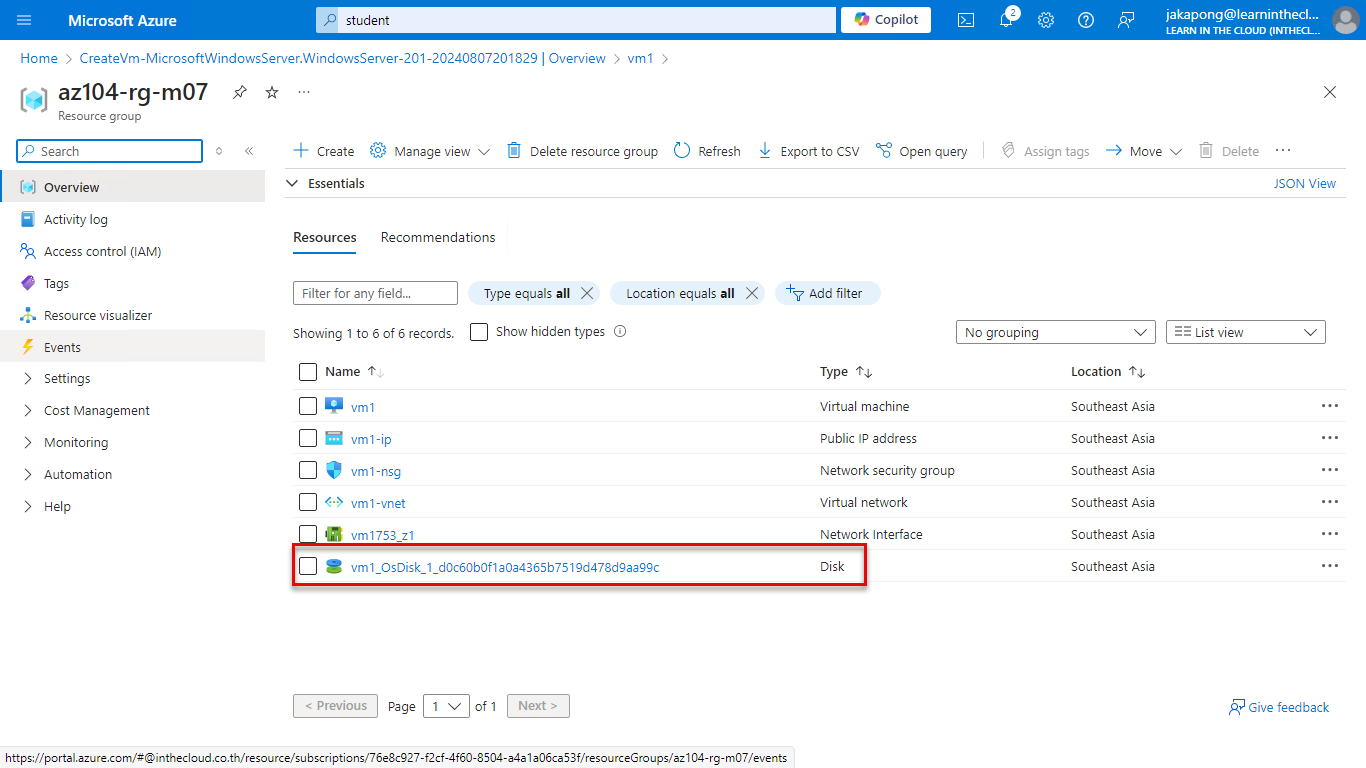 Microsoft Azure
student
Copilot
2
jakapong@learninthecl...
LEARN IN THE CLOUD (INTHECL...
Home > CreateVm-MicrosoftWindowsServer.WindowsServer-201-20240807201829 | Overview > vm1 >
az104-rg-m07
...
Resource group
Search
Create
Manage view
Delete resource group
Refresh
Export to CSV
Open query
Assign tags
Move
Delete
...
Overview
Activity log
Access control (IAM)
Tags
Resource visualizer
Events
Settings
Cost Management
Monitoring
Automation
Help
Essentials
JSON View
Resources
Recommendations
Filter for any field...
Type equals all
Location equals all
Add filter
Showing 1 to 6 of 6 records.
Show hidden types
No grouping
List view
Name Type Location
vm1 Virtual machine Southeast Asia ...
vm1-ip Public IP address Southeast Asia ...
vm1-nsg Network security group Southeast Asia ...
vm1-vnet Virtual network Southeast Asia ...
vm1753_z1 Network Interface Southeast Asia ...
vm1_OsDisk_1_d0c60b0f1a0a4365b7519d478d9aa99c Disk Southeast Asia ...
< Previous
Page 1 of 1
Next >
Give feedback
https://portal.azure.com/#@inthecloud.co.th/resource/subscriptions/76e8c927-f2cf-4f60-8504-a4a1a06ca53f/resourceGroups/az104-rg-m07/events